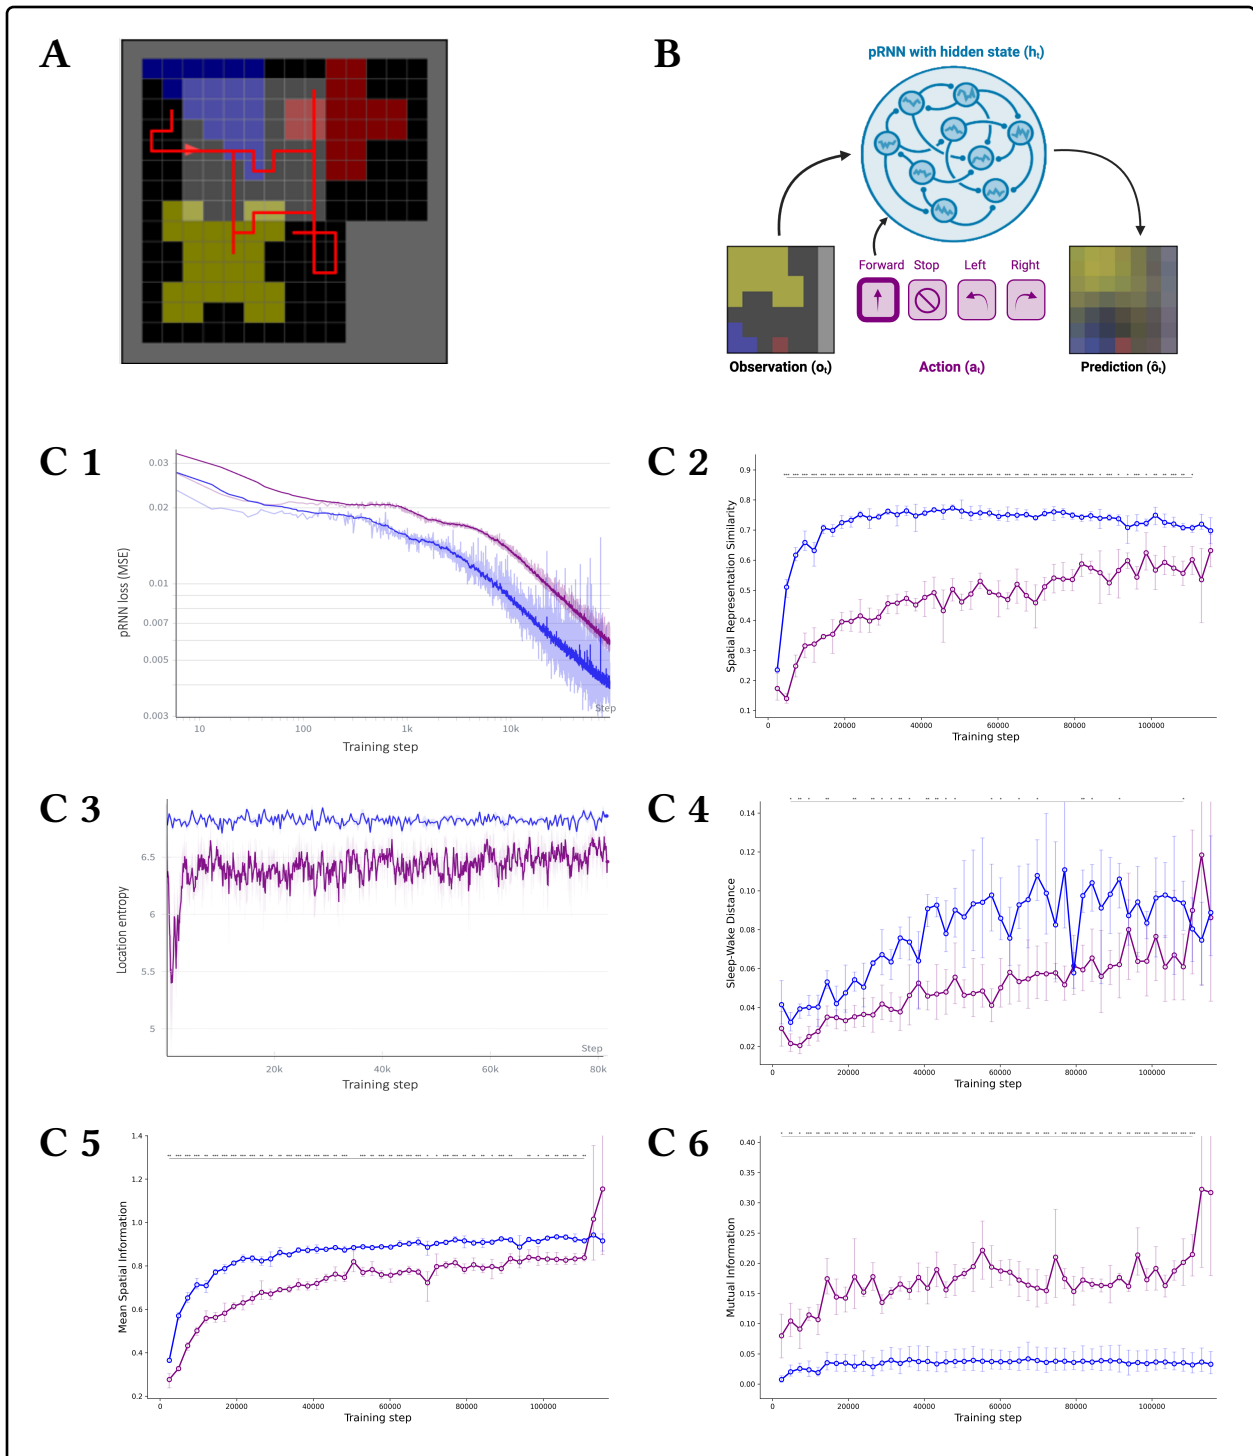 A
B
pRNN with hidden state (hₜ)
Forward Stop Left Right
Observation (oₜ)
Action (aₜ)
Prediction (ôₜ)
C 1
pRNN loss (MSE)
0.03
0.02
0.01
0.007
0.005
0.003
10 100 1k 10k
Step
Training step
C 2
Spatial Representation Similarity
0.9
0.8
0.7
0.6
0.5
0.4
0.3
0.2
0.1
0 20000 40000 60000 80000 100000
Training step
C 3
Location entropy
6.5
6
5.5
5
Step
20k 40k 60k 80k
Training step
C 4
Sleep-Wake Distance
0.14
0.12
0.10
0.08
0.06
0.04
0.02
0 20000 40000 60000 80000 100000
Training step
C 5
Mean Spatial Information
1.4
1.2
1.0
0.8
0.6
0.4
0.2
0 20000 40000 60000 80000 100000
Training step
C 6
Mutual Information
0.40
0.35
0.30
0.25
0.20
0.15
0.10
0.05
0.00
0 20000 40000 60000 80000 100000
Training step